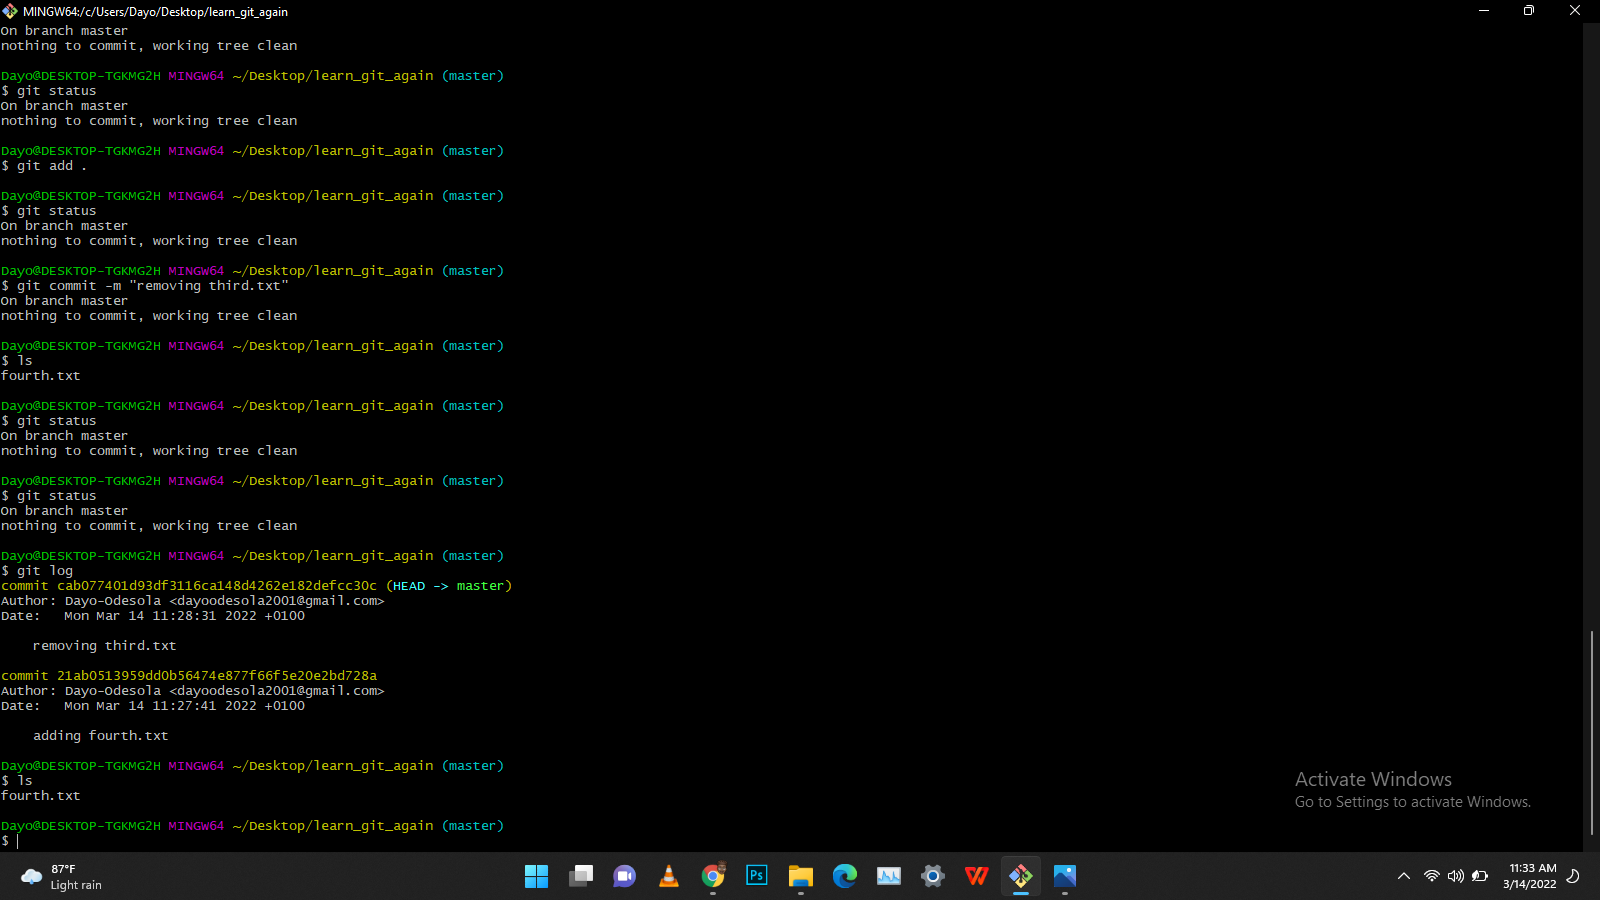 MINGW64:/c/Users/Dayo/Desktop/learn_git_again
On branch master
nothing to commit, working tree clean
Dayo@DESKTOP-TGKMG2H MINGW64 ~/Desktop/learn_git_again (master)
$ git status
On branch master
nothing to commit, working tree clean
Dayo@DESKTOP-TGKMG2H MINGW64 ~/Desktop/learn_git_again (master)
$ git add .
Dayo@DESKTOP-TGKMG2H MINGW64 ~/Desktop/learn_git_again (master)
$ git status
On branch master
nothing to commit, working tree clean
Dayo@DESKTOP-TGKMG2H MINGW64 ~/Desktop/learn_git_again (master)
$ git commit -m "removing third.txt"
On branch master
nothing to commit, working tree clean
Dayo@DESKTOP-TGKMG2H MINGW64 ~/Desktop/learn_git_again (master)
$ ls
fourth.txt
Dayo@DESKTOP-TGKMG2H MINGW64 ~/Desktop/learn_git_again (master)
$ git status
On branch master
nothing to commit, working tree clean
Dayo@DESKTOP-TGKMG2H MINGW64 ~/Desktop/learn_git_again (master)
$ git status
On branch master
nothing to commit, working tree clean
Dayo@DESKTOP-TGKMG2H MINGW64 ~/Desktop/learn_git_again (master)
$ git log
commit cab077401d93df3116ca148d4262e182defcc30c (HEAD -> master)
Author: Dayo-Odesola <dayoodesola2001@gmail.com>
Date:   Mon Mar 14 11:28:31 2022 +0100
removing third.txt
commit 21ab0513959dd0b56474e877f66f5e20e2bd728a
Author: Dayo-Odesola <dayoodesola2001@gmail.com>
Date:   Mon Mar 14 11:27:41 2022 +0100
adding fourth.txt
Dayo@DESKTOP-TGKMG2H MINGW64 ~/Desktop/learn_git_again (master)
$ ls
fourth.txt
Dayo@DESKTOP-TGKMG2H MINGW64 ~/Desktop/learn_git_again (master)
$
Activate Windows
Go to Settings to activate Windows.
87°F
Light rain
Ps
W
11:33 AM
3/14/2022